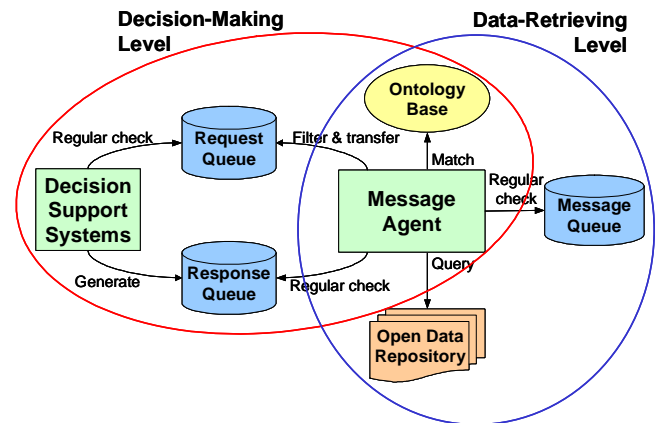 Decision-Making
Level
Data-Retrieving
Level
Ontology
Base
Regular check
Request
Queue
Filter & transfer
Match
Decision
Support
Systems
Message
Agent
Regular
check
Message
Queue
Generate
Response
Queue
Regular check
Query
Open Data
Repository